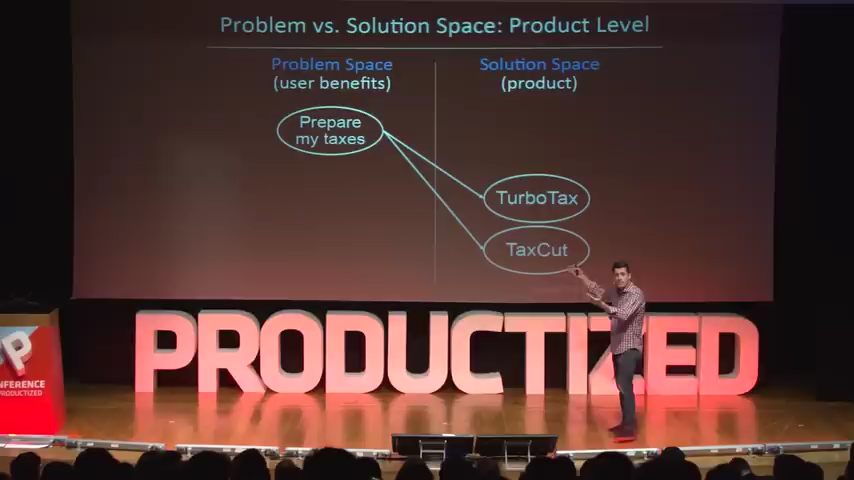 Problem vs. Solution Space: Product Level
Problem Space
(user benefits)
Solution Space
(product)
Prepare
my taxes
TurboTax
TaxCut
PRODUCTIZED
P
NFERENCE
PRODUCTIZED